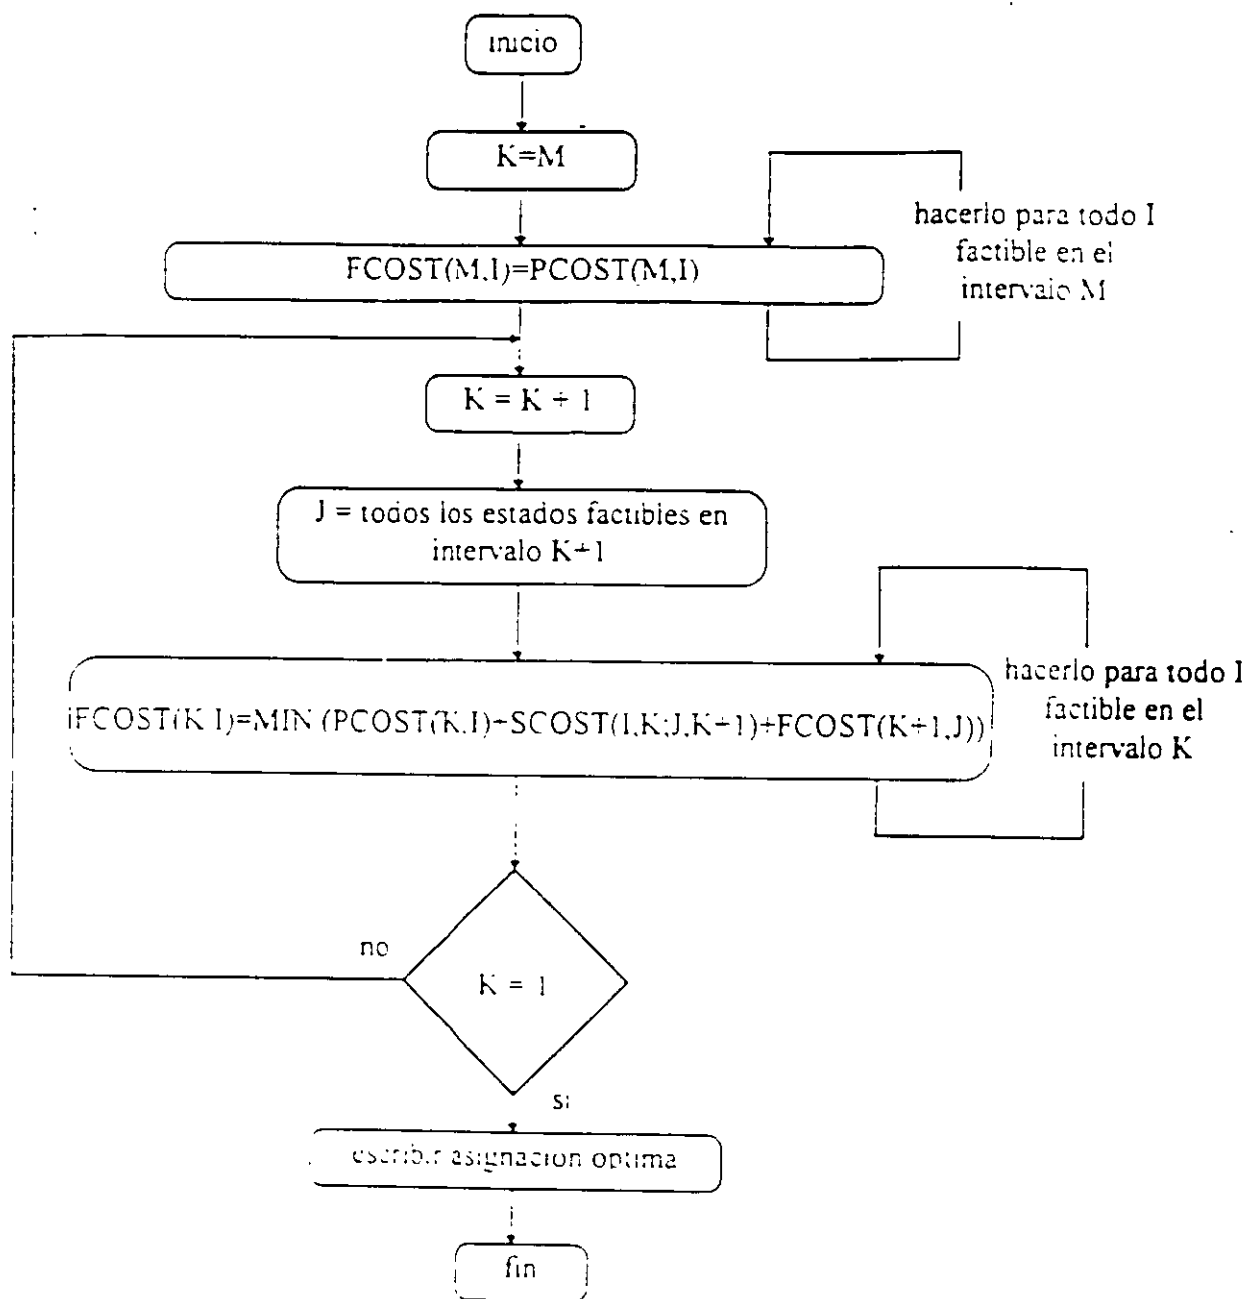 inicio
K=M
hacerlo para todo I
factible en el
intervalo M
FCOST(M,I)=PCOST(M,I)
K = K + 1
J = todos los estados factibles en
intervalo K+1
hacerlo para todo I
factible en el
intervalo K
FCOST(K,I)=MIN (PCOST(K,I)+SCOST(I,K;J,K+1)+FCOST(K+1,J))
no
K = 1
si
escribir asignacion optima
fin